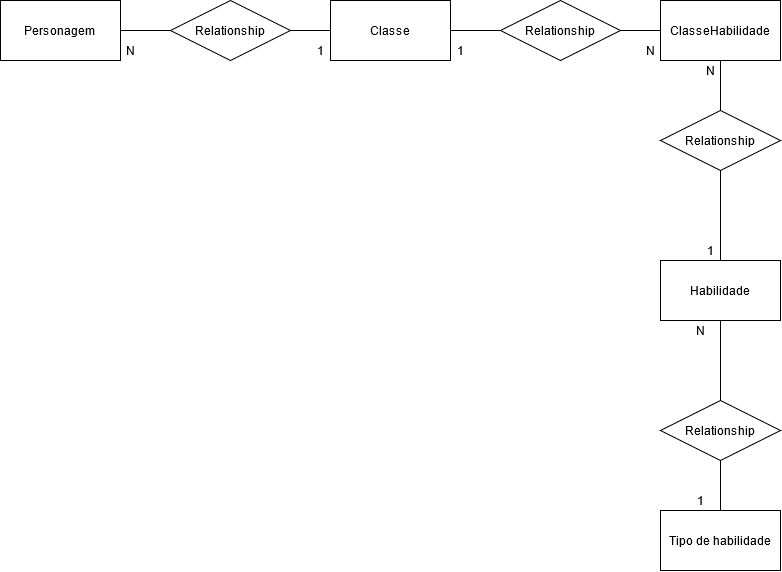 Personagem
Relationship
Classe
Relationship
ClasseHabilidade
N
1
1
N
N
Relationship
1
Habilidade
N
Relationship
1
Tipo de habilidade